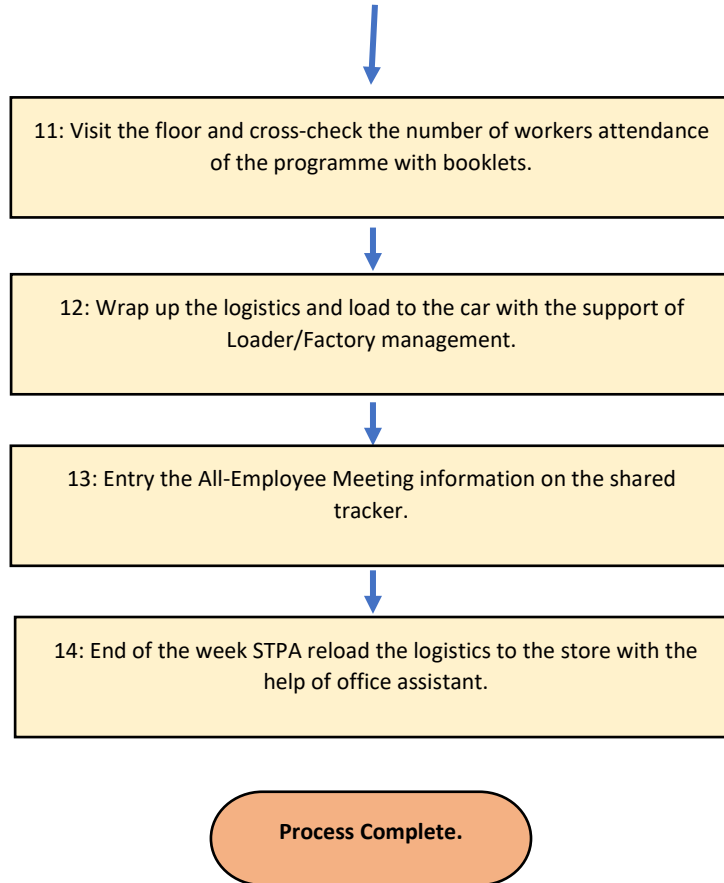 11: Visit the floor and cross-check the number of workers attendance
of the programme with booklets.
12: Wrap up the logistics and load to the car with the support of
Loader/Factory management.
13: Entry the All-Employee Meeting information on the shared
tracker.
14: End of the week STPA reload the logistics to the store with the
help of office assistant.
Process Complete.